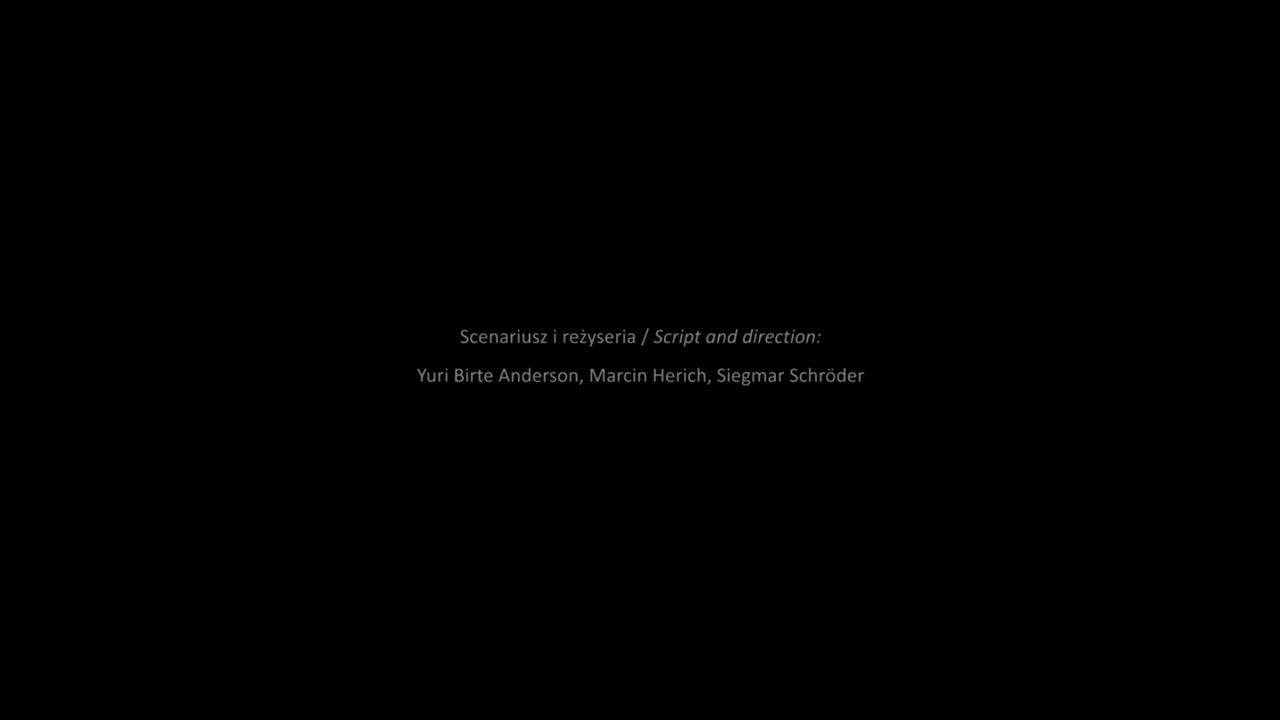 Scenariusz i reżyseria / Script and direction:
Yuri Birte Anderson, Marcin Herich, Siegmar Schröder